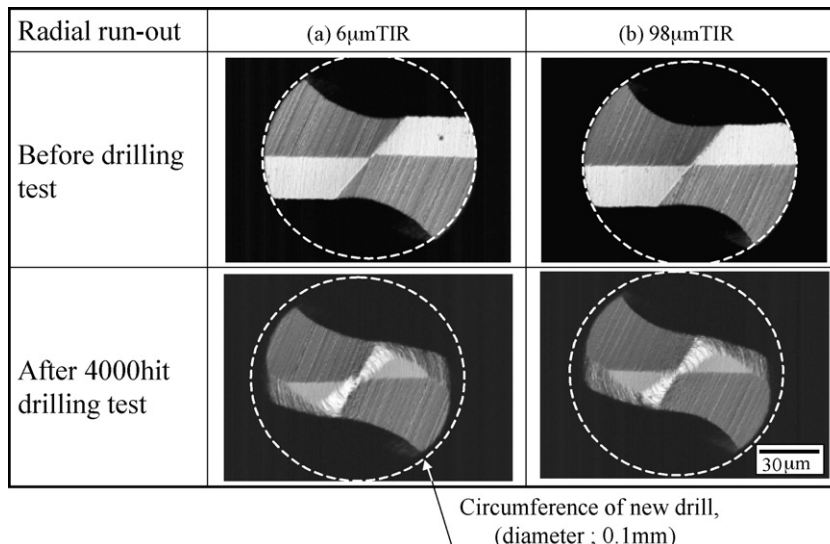 Radial run-out
(a) 6μmTIR
(b) 98μmTIR
Before drilling
test
After 4000hit
drilling test
30μm
Circumference of new drill,
(diameter ; 0.1mm)